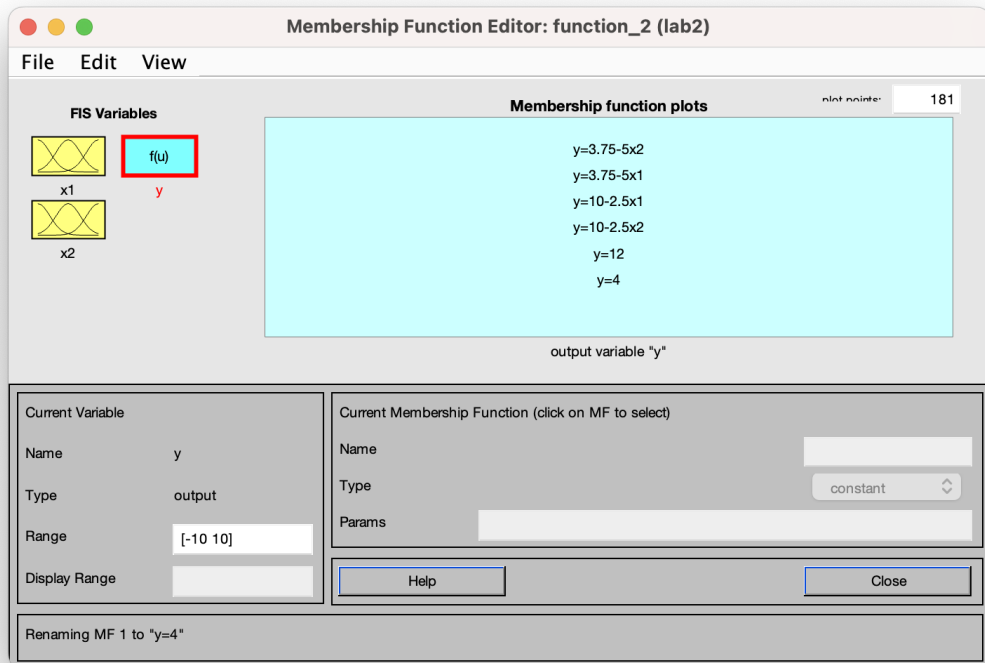 Membership Function Editor: function_2 (lab2)
File Edit View
FIS Variables
f(u)
x1
y
x2
Membership function plots
plot points:
181
y=3.75-5x2
y=3.75-5x1
y=10-2.5x1
y=10-2.5x2
y=12
y=4
output variable "y"
Current Variable
Name y
Type output
Range [-10 10]
Display Range
Current Membership Function (click on MF to select)
Name
Type constant
Params
Help
Close
Renaming MF 1 to "y=4"